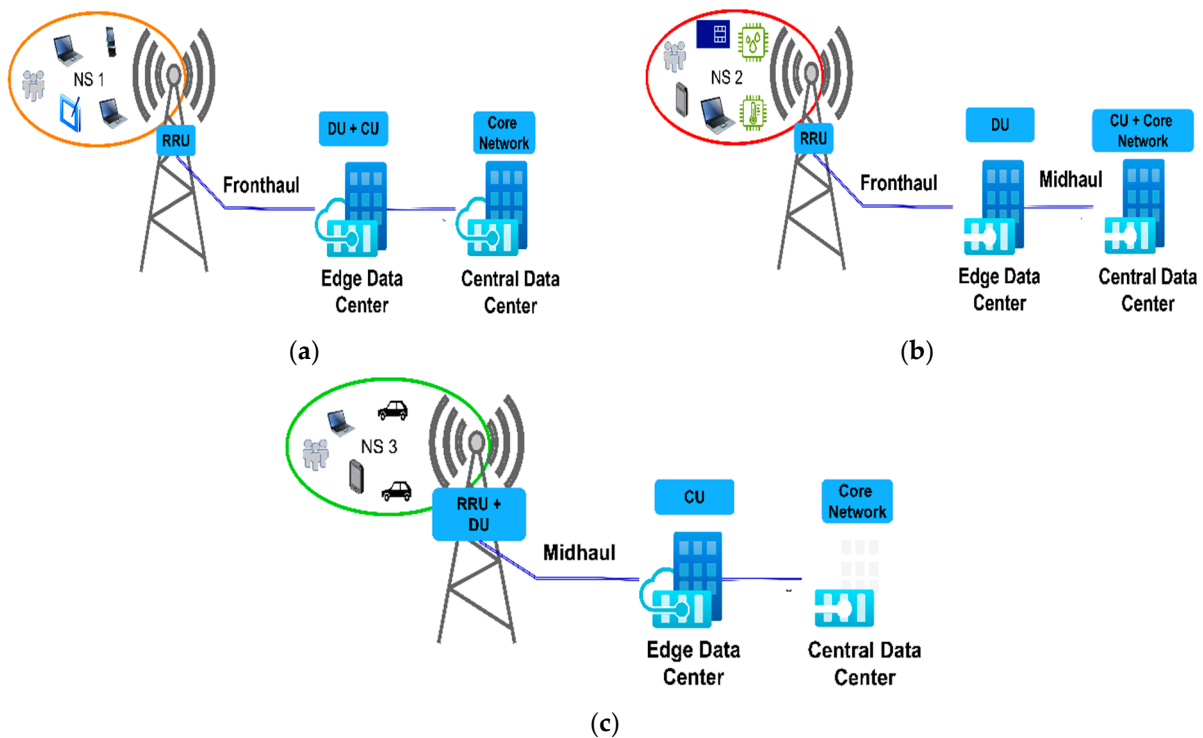 NS 1
RRU
Fronthaul
DU + CU
Core
Network
Edge Data
Center
Central Data
Center
(a)
NS 2
RRU
Fronthaul
DU
Midhaul
CU + Core
Network
Edge Data
Center
Central Data
Center
(b)
NS 3
RRU +
DU
Midhaul
CU
Core
Network
Edge Data
Center
Central Data
Center
(c)